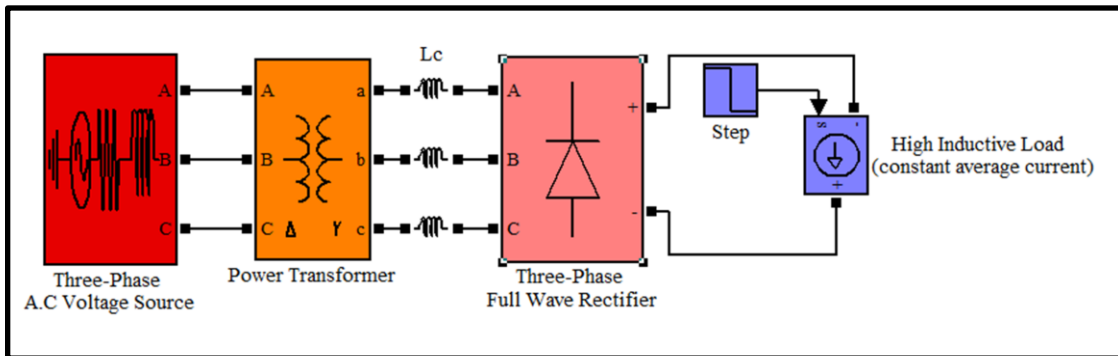 Lc
A
B
C
A
B
C
Δ
Y
a
b
c
A
B
C
+
-
Step
s
-
+
High Inductive Load
(constant average current)
Three-Phase
A.C Voltage Source
Power Transformer
Three-Phase
Full Wave Rectifier